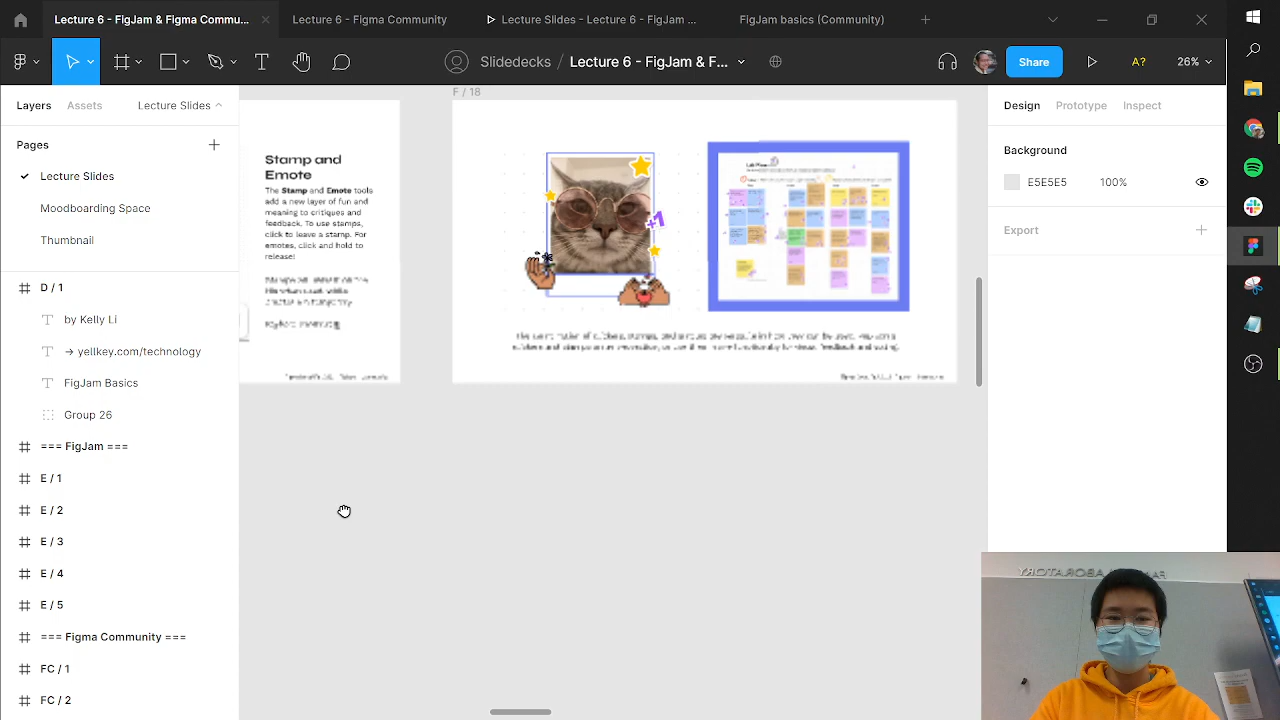 Lecture 6 - FigJam & Commu...
Lecture 6 - Figma Community
Lecture Slides - Lecture 6 - FigJam ...
FigJam basics (Community)
Slidedecks / Lecture 6 - FigJam & F...
Share
A?
26%
Layers
Assets
Lecture Slides
Pages
Lecture Slides
Moodboarding Space
Thumbnail
D / 1
by Kelly Li
→ yenkey.com/technology
FigJam Basics
Group 26
=== FigJam ===
E / 1
E / 2
E / 3
E / 4
E / 5
=== Figma Community ===
FC / 1
FC / 2
Stamp and
Emote
The Stamp and Emote tools
add a new layer of fun and
meaning to critiques and
feedback. To use stamps,
click to leave a stamp. For
emotes, click and hold to
release!
F / 18
+1
Design
Prototype
Inspect
Background
E5E5E5
100%
Export